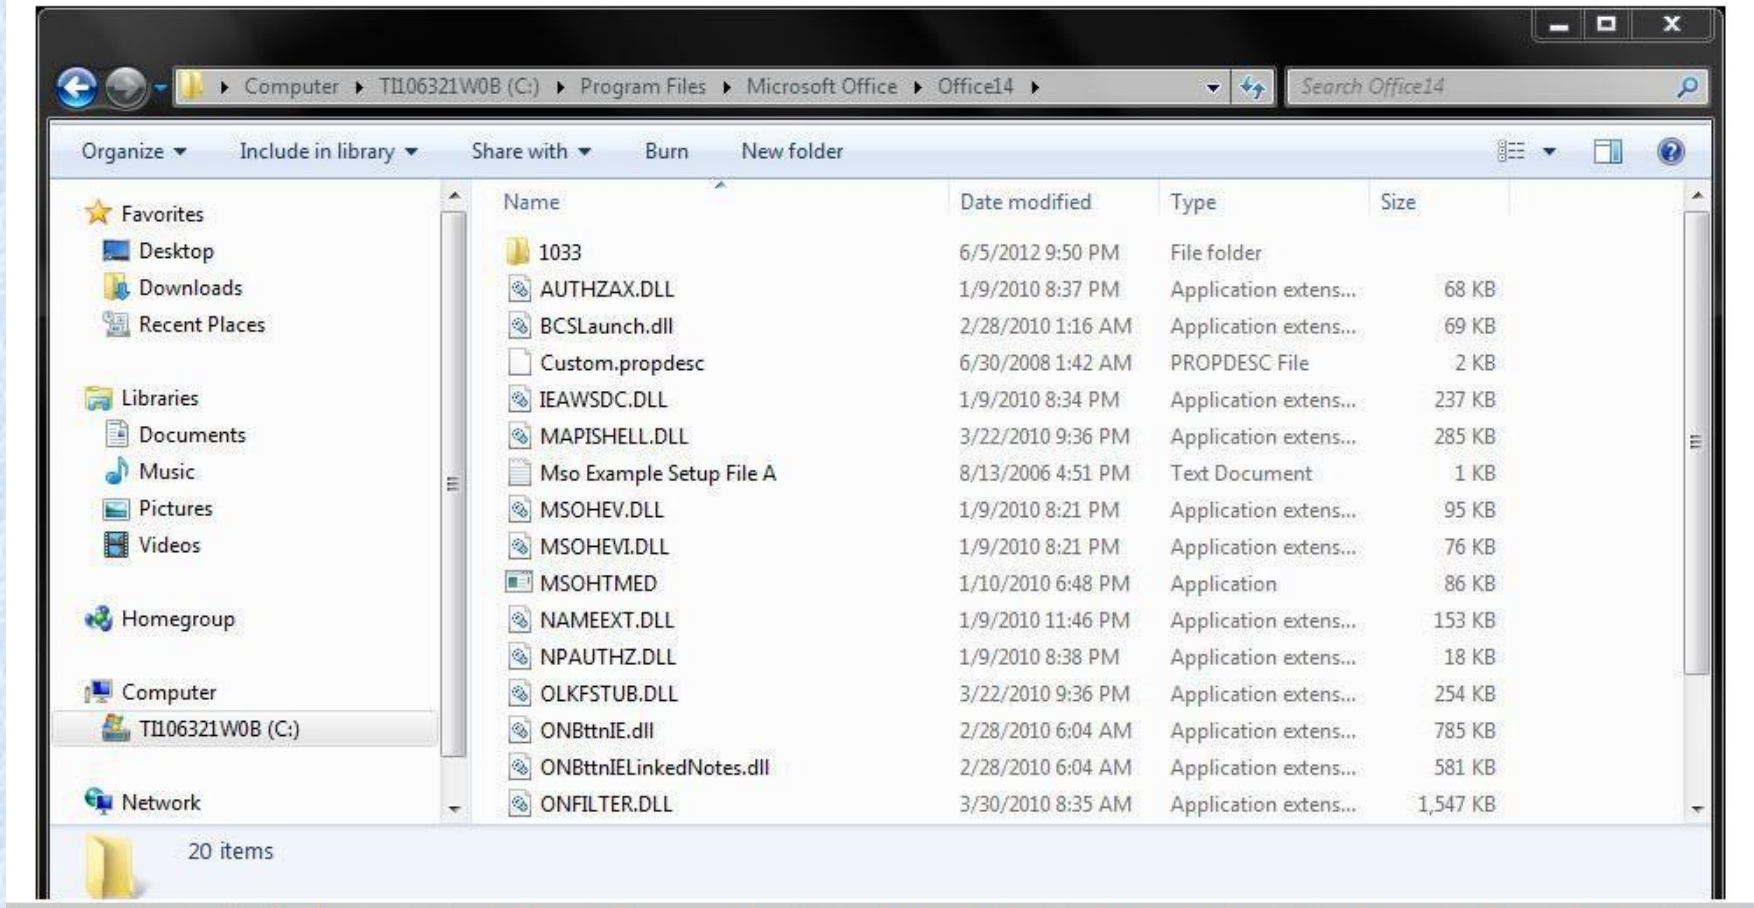 Computer TI106321W0B (C:) Program Files Microsoft Office Office14 Search Office14
Organize Include in library Share with Burn New folder
Favorites
Desktop
Downloads
Recent Places
Libraries
Documents
Music
Pictures
Videos
Homegroup
Computer
TI106321W0B (C:)
Network
Name Date modified Type Size
1033 6/5/2012 9:50 PM File folder
AUTHZAX.DLL 1/9/2010 8:37 PM Application extens... 68 KB
BCSLaunch.dll 2/28/2010 1:16 AM Application extens... 69 KB
Custom.propdesc 6/30/2008 1:42 AM PROPDESC File 2 KB
IEAWSDC.DLL 1/9/2010 8:34 PM Application extens... 237 KB
MAPISHELL.DLL 3/22/2010 9:36 PM Application extens... 285 KB
Mso Example Setup File A 8/13/2006 4:51 PM Text Document 1 KB
MSOHEV.DLL 1/9/2010 8:21 PM Application extens... 95 KB
MSOHEVI.DLL 1/9/2010 8:21 PM Application extens... 76 KB
MSOHTMED 1/10/2010 6:48 PM Application 86 KB
NAMEEXT.DLL 1/9/2010 11:46 PM Application extens... 153 KB
NPAUTHZ.DLL 1/9/2010 8:38 PM Application extens... 18 KB
OLKFSTUB.DLL 3/22/2010 9:36 PM Application extens... 254 KB
ONBttnIE.dll 2/28/2010 6:04 AM Application extens... 785 KB
ONBttnIELinkedNotes.dll 2/28/2010 6:04 AM Application extens... 581 KB
ONFILTER.DLL 3/30/2010 8:35 AM Application extens... 1,547 KB
20 items